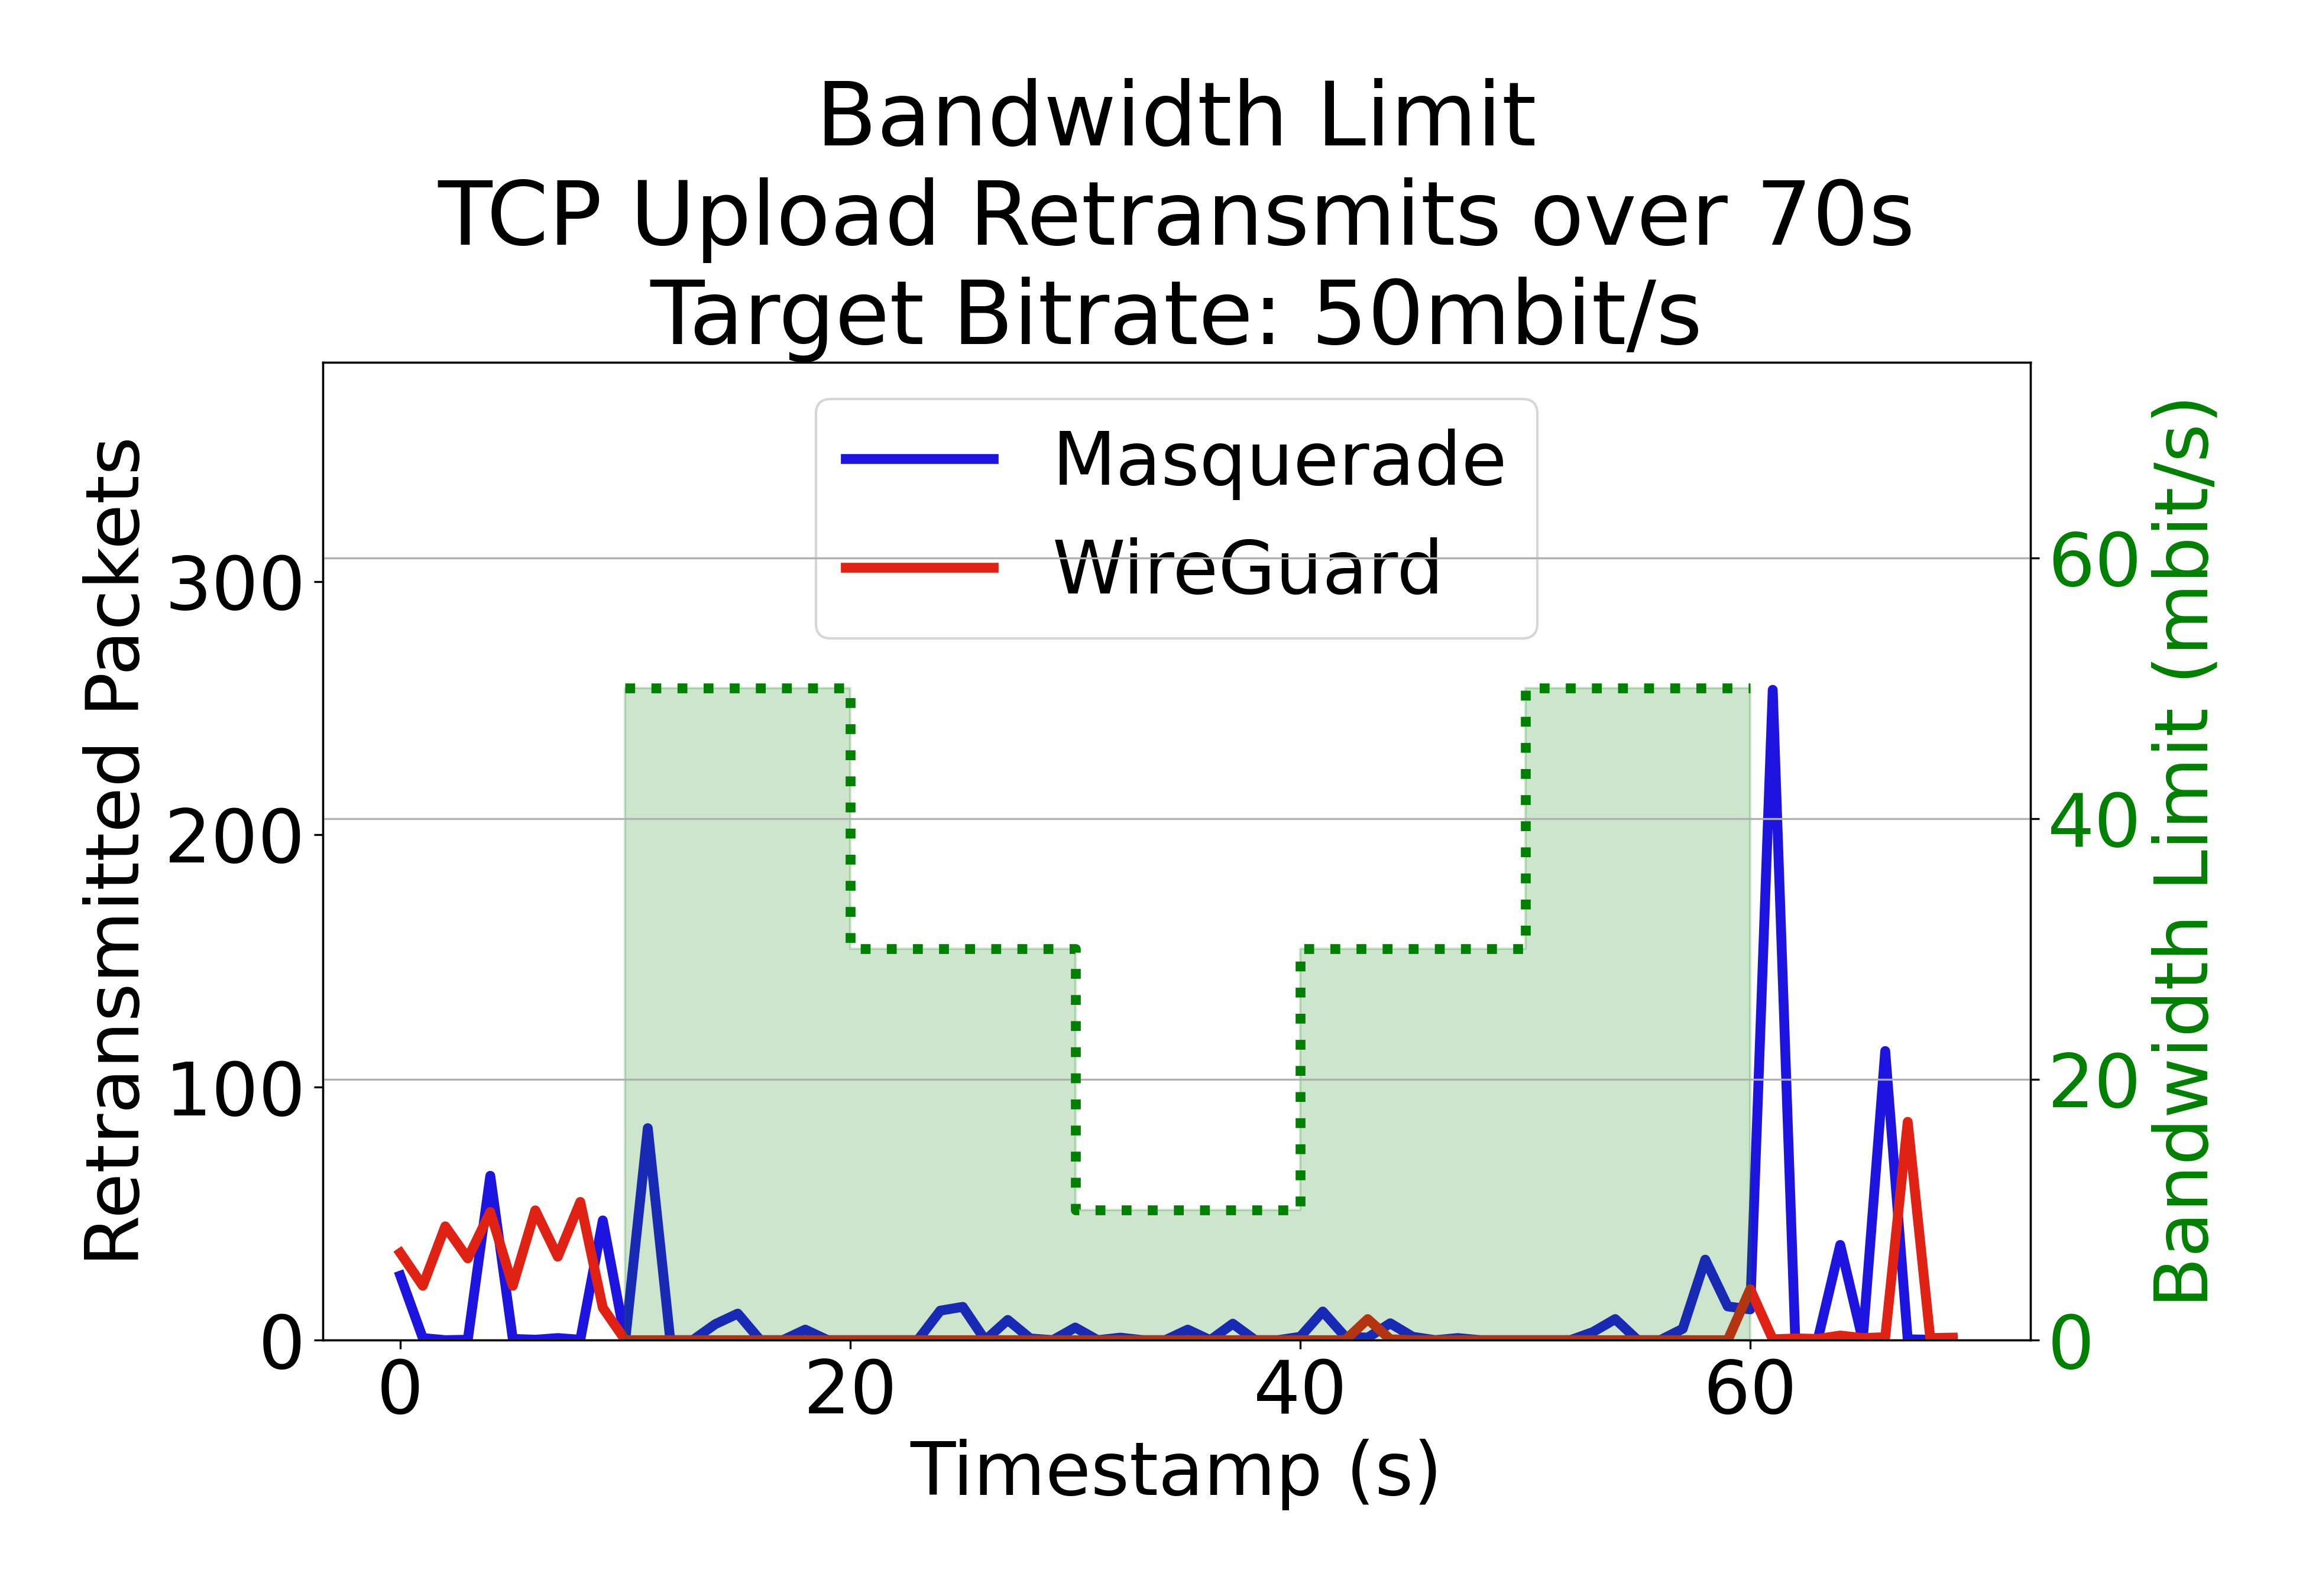 Bandwidth Limit
TCP Upload Retransmits over 70s
Target Bitrate: 50mbit/s
Masquerade
WireGuard
Retransmitted Packets
300
200
100
0
Bandwidth Limit (mbit/s)
60
40
20
0
0 20 40 60
Timestamp (s)